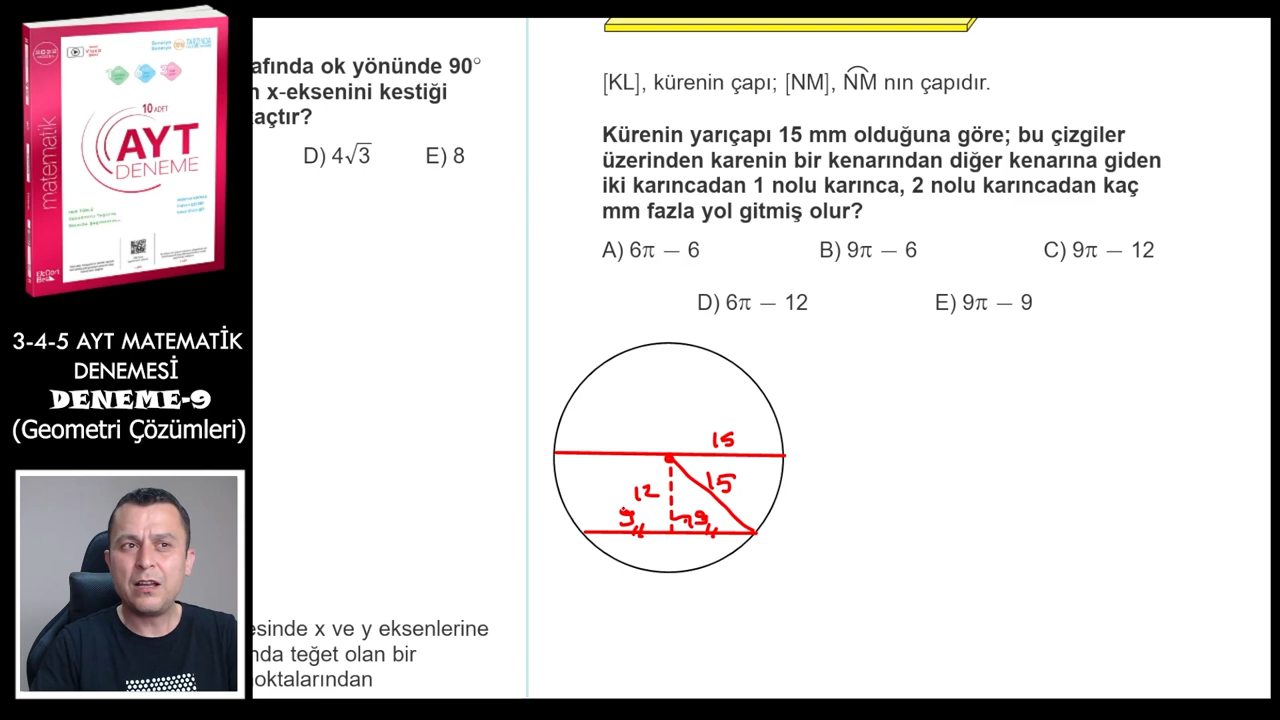 2022
10 ADET
AYT
DENEME
matematik
3-4-5 AYT MATEMATİK
DENEMESİ
DENEME-9
(Geometri Çözümleri)
afında ok yönünde 90°
n x-eksenini kestiği
açtır?
D) 4√3 E) 8
esinde x ve y eksenlerine
nda teğet olan bir
oktalarından
[KL], kürenin çapı; [NM], N͡M nın çapıdır.
Kürenin yarıçapı 15 mm olduğuna göre; bu çizgiler
üzerinden karenin bir kenarından diğer kenarına giden
iki karıncadan 1 nolu karınca, 2 nolu karıncadan kaç
mm fazla yol gitmiş olur?
A) 6π − 6 B) 9π − 6 C) 9π − 12
D) 6π − 12 E) 9π − 9
15
12 15
9 9